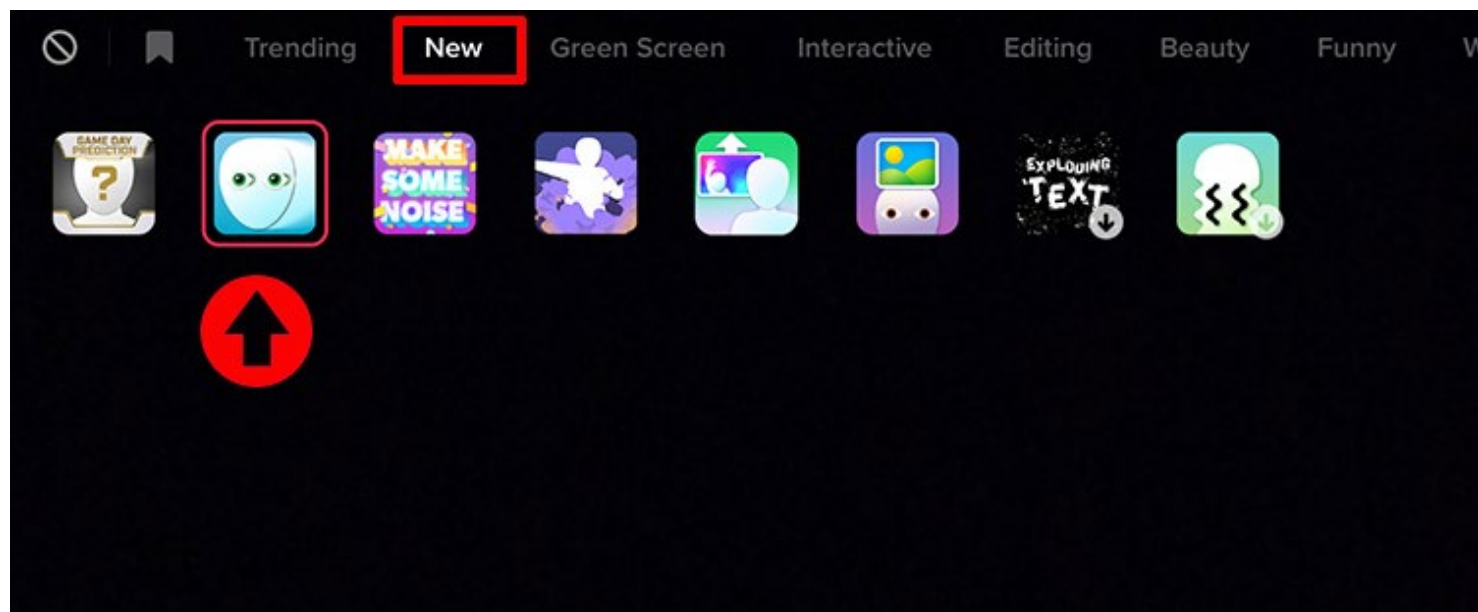 Trending New Green Screen Interactive Editing Beauty Funny
GAME DAY
PREDICTION
?
MAKE
SOME
NOISE
EXPLODING
TEXT